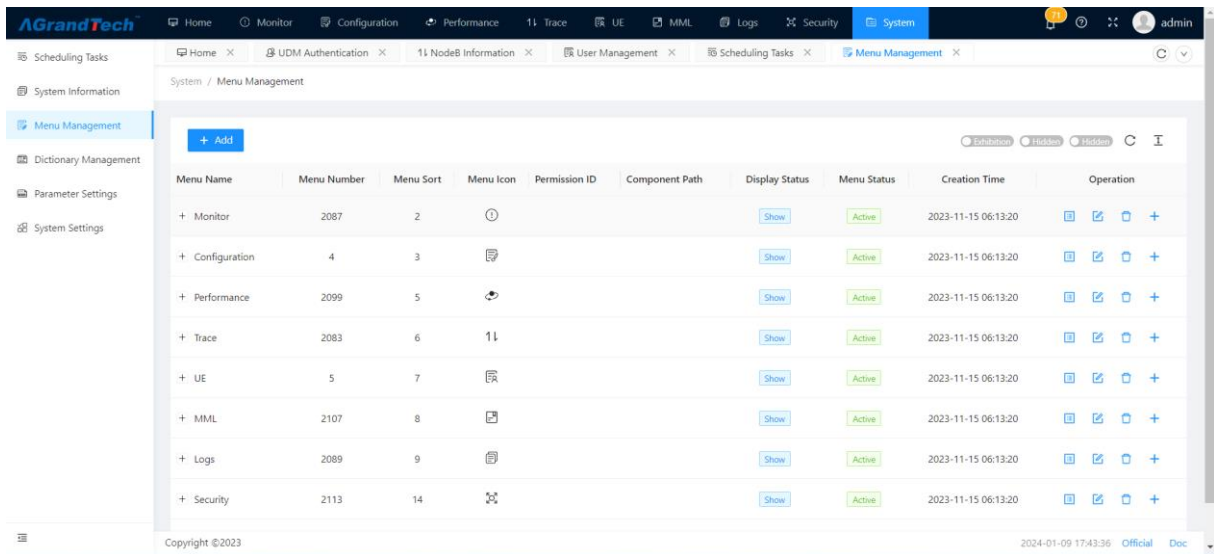 AGrandTech Home Monitor Configuration Performance Trace UE MML Logs Security System 71 admin
Home UDM Authentication NodeB Information User Management Scheduling Tasks Menu Management
System / Menu Management
Scheduling Tasks
System Information
Menu Management
Dictionary Management
Parameter Settings
System Settings
+ Add Exhibition Hidden Hidden
Menu Name Menu Number Menu Sort Menu Icon Permission ID Component Path Display Status Menu Status Creation Time Operation
+ Monitor 2087 2 Show Active 2023-11-15 06:13:20
+ Configuration 4 3 Show Active 2023-11-15 06:13:20
+ Performance 2099 5 Show Active 2023-11-15 06:13:20
+ Trace 2083 6 Show Active 2023-11-15 06:13:20
+ UE 5 7 Show Active 2023-11-15 06:13:20
+ MML 2107 8 Show Active 2023-11-15 06:13:20
+ Logs 2089 9 Show Active 2023-11-15 06:13:20
+ Security 2113 14 Show Active 2023-11-15 06:13:20
Copyright ©2023 2024-01-09 17:43:36 Official Doc